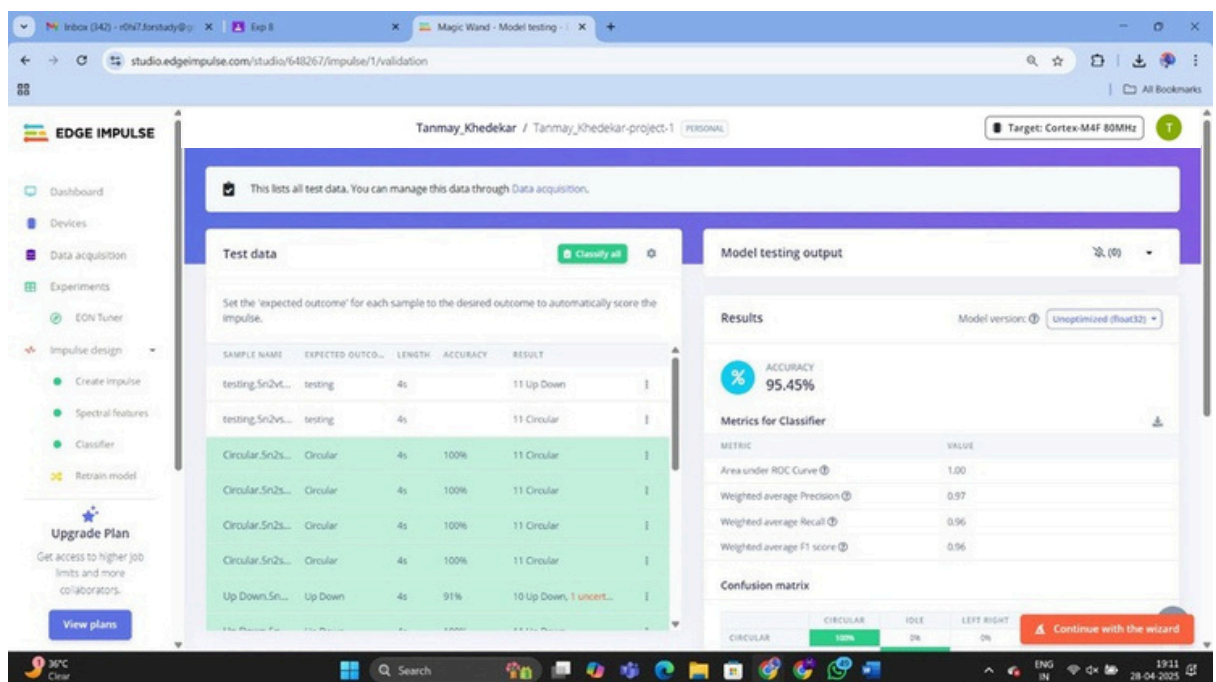 Inbox (342) - r0hi7.forstudy@g
Exp 8
Magic Wand - Model testing - E
studio.edgeimpulse.com/studio/648267/impulse/1/validation
All Bookmarks
EDGE IMPULSE
Tanmay_Khedekar / Tanmay_Khedekar-project-1 PERSONAL
Target: Cortex-M4F 80MHz
T
Dashboard
Devices
Data acquisition
Experiments
EON Tuner
Impulse design
Create impulse
Spectral features
Classifier
Retrain model
Upgrade Plan
Get access to higher job
limits and more
collaborators.
View plans
This lists all test data. You can manage this data through Data acquisition.
Test data
Classify all
Set the 'expected outcome' for each sample to the desired outcome to automatically score the
impulse.
SAMPLE NAME EXPECTED OUTCO... LENGTH ACCURACY RESULT
testing.5n2vt... testing 4s 11 Up Down
testing.5n2vs... testing 4s 11 Circular
Circular.5n2s... Circular 4s 100% 11 Circular
Circular.5n2s... Circular 4s 100% 11 Circular
Circular.5n2s... Circular 4s 100% 11 Circular
Circular.5n2s... Circular 4s 100% 11 Circular
Up Down.5n... Up Down 4s 91% 10 Up Down, 1 uncert...
Model testing output
(0)
Results
Model version: Unoptimized (float32)
%
ACCURACY
95.45%
Metrics for Classifier
METRIC VALUE
Area under ROC Curve 1.00
Weighted average Precision 0.97
Weighted average Recall 0.96
Weighted average F1 score 0.96
Confusion matrix
CIRCULAR IDLE LEFT RIGHT
CIRCULAR 100% 0% 0%
Continue with the wizard
36°C
Clear
Search
ENG
IN
19:11
28-04-2025